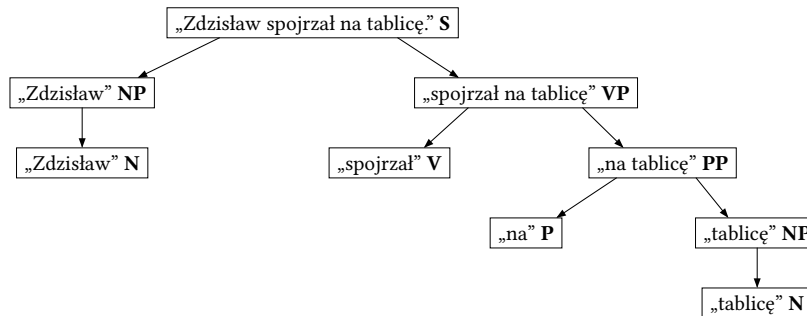 „Zdzisław spojrzał na tablicę.” S
„Zdzisław” NP
„spojrzał na tablicę” VP
„Zdzisław” N
„spojrzał” V
„na tablicę” PP
„na” P
„tablicę” NP
„tablicę” N